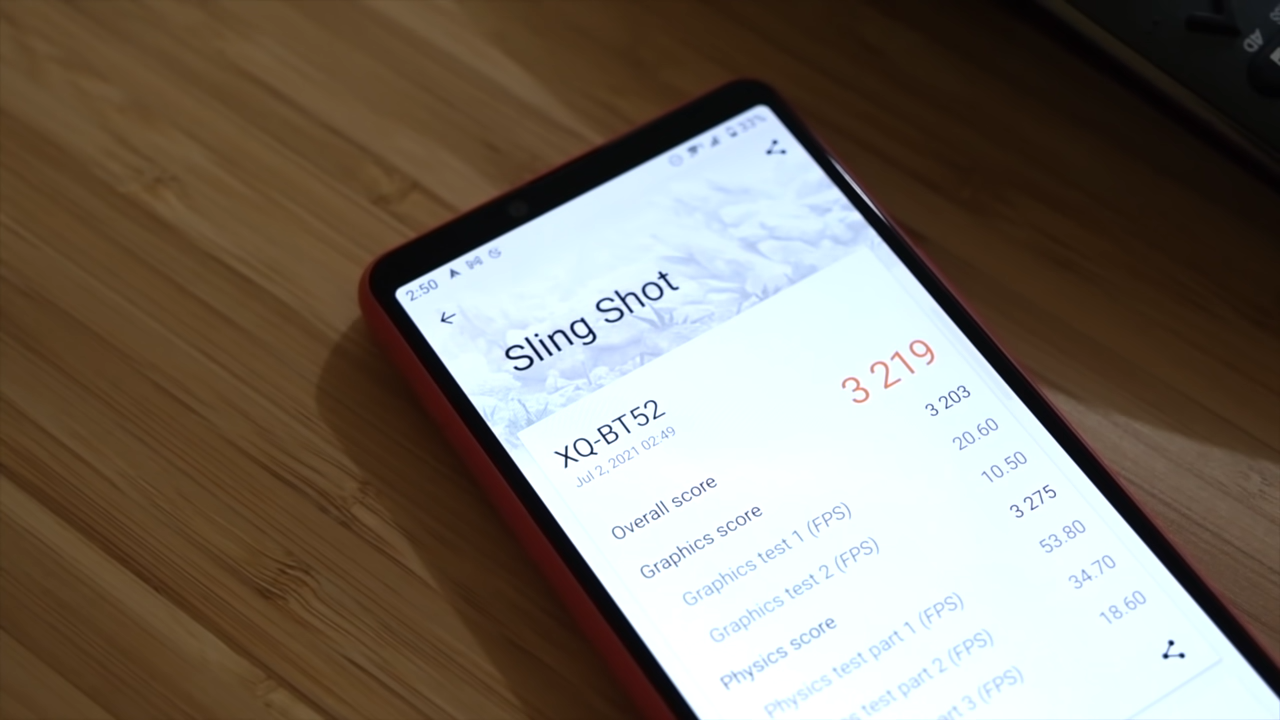 2:50 33%
Sling Shot
XQ-BT52
Jul 2, 2021 02:49
Overall score 3 219
Graphics score 3 203
Graphics test 1 (FPS) 20.60
Graphics test 2 (FPS) 10.50
Physics score 3 275
Physics test part 1 (FPS) 53.80
test part 2 (FPS) 34.70
part 3 (FPS) 18.60
AD